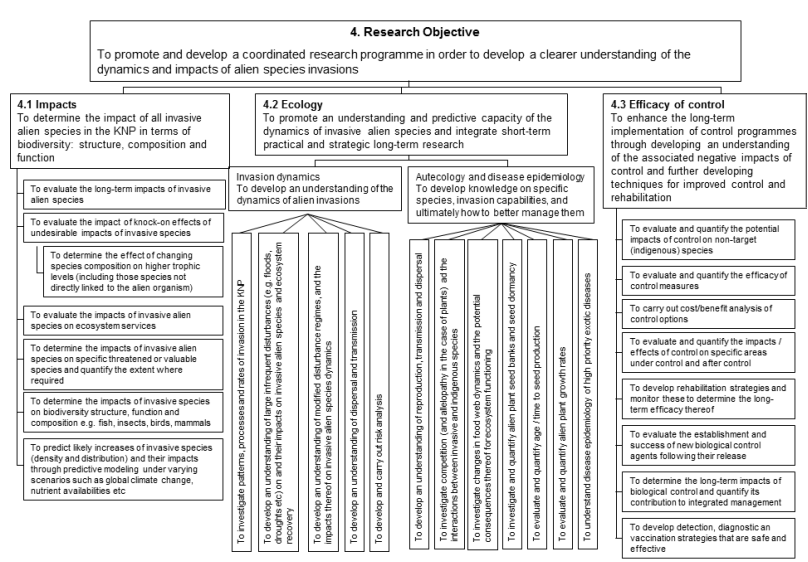 4. Research Objective
To promote and develop a coordinated research programme in order to develop a clearer understanding of the
dynamics and impacts of alien species invasions
4.1 Impacts
To determine the impact of all invasive
alien species in the KNP in terms of
biodiversity: structure, composition and
function
To evaluate the long-term impacts of invasive
alien species
To evaluate the impact of knock-on effects of
undesirable impacts of invasive species
To determine the effect of changing
species composition on higher trophic
levels (including those species not
directly linked to the alien organism)
To evaluate the impacts of invasive alien
species on ecosystem services
To determine the impacts of invasive alien
species on specific threatened or valuable
species and quantify the extent where
required
To determine the impacts of invasive species
on biodiversity structure, function and
composition e.g. fish, insects, birds, mammals
To predict likely increases of invasive species
(density and distribution) and their impacts
through predictive modeling under varying
scenarios such as global climate change,
nutrient availabilities etc
4.2 Ecology
To promote an understanding and predictive capacity of the
dynamics of invasive alien species and integrate short-term
practical and strategic long-term research
Invasion dynamics
To develop an understanding of the
dynamics of alien invasions
To investigate patterns, processes and rates of invasion in the KNP
To develop an understanding of large infrequent disturbances (e.g. floods,
droughts etc) on and their impacts on invasive alien species and ecosystem
recovery
To develop an understanding of modified disturbance regimes, and the
impacts thereof on invasive alien species dynamics
To develop an understanding of dispersal and transmission
To develop and carry out risk analysis
Autecology and disease epidemiology
To develop knowledge on specific
species, invasion capabilities, and
ultimately how to better manage them
To develop an understanding of reproduction, transmission and dispersal
To investigate competition (and allelopathy in the case of plants) ad the
interactions between invasive and indigenous species
To investigate changes in food web dynamics and the potential
consequences thereof for ecosystem functioning
To investigate and quantify alien plant seed banks and seed dormancy
To evaluate and quantify age / time to seed production
To evaluate and quantify alien plant growth rates
To understand disease epidemiology of high priority exotic diseases
4.3 Efficacy of control
To enhance the long-term
implementation of control programmes
through developing an understanding
of the associated negative impacts of
control and further developing
techniques for improved control and
rehabilitation
To evaluate and quantify the potential
impacts of control on non-target
(indigenous) species
To evaluate and quantify the efficacy of
control measures
To carry out cost/benefit analysis of
control options
To evaluate and quantify the impacts /
effects of control on specific areas
under control and after control
To develop rehabilitation strategies and
monitor these to determine the long-
term efficacy thereof
To evaluate the establishment and
success of new biological control
agents following their release
To determine the long-term impacts of
biological control and quantify its
contribution to integrated management
To develop detection, diagnostic an
vaccination strategies that are safe and
effective